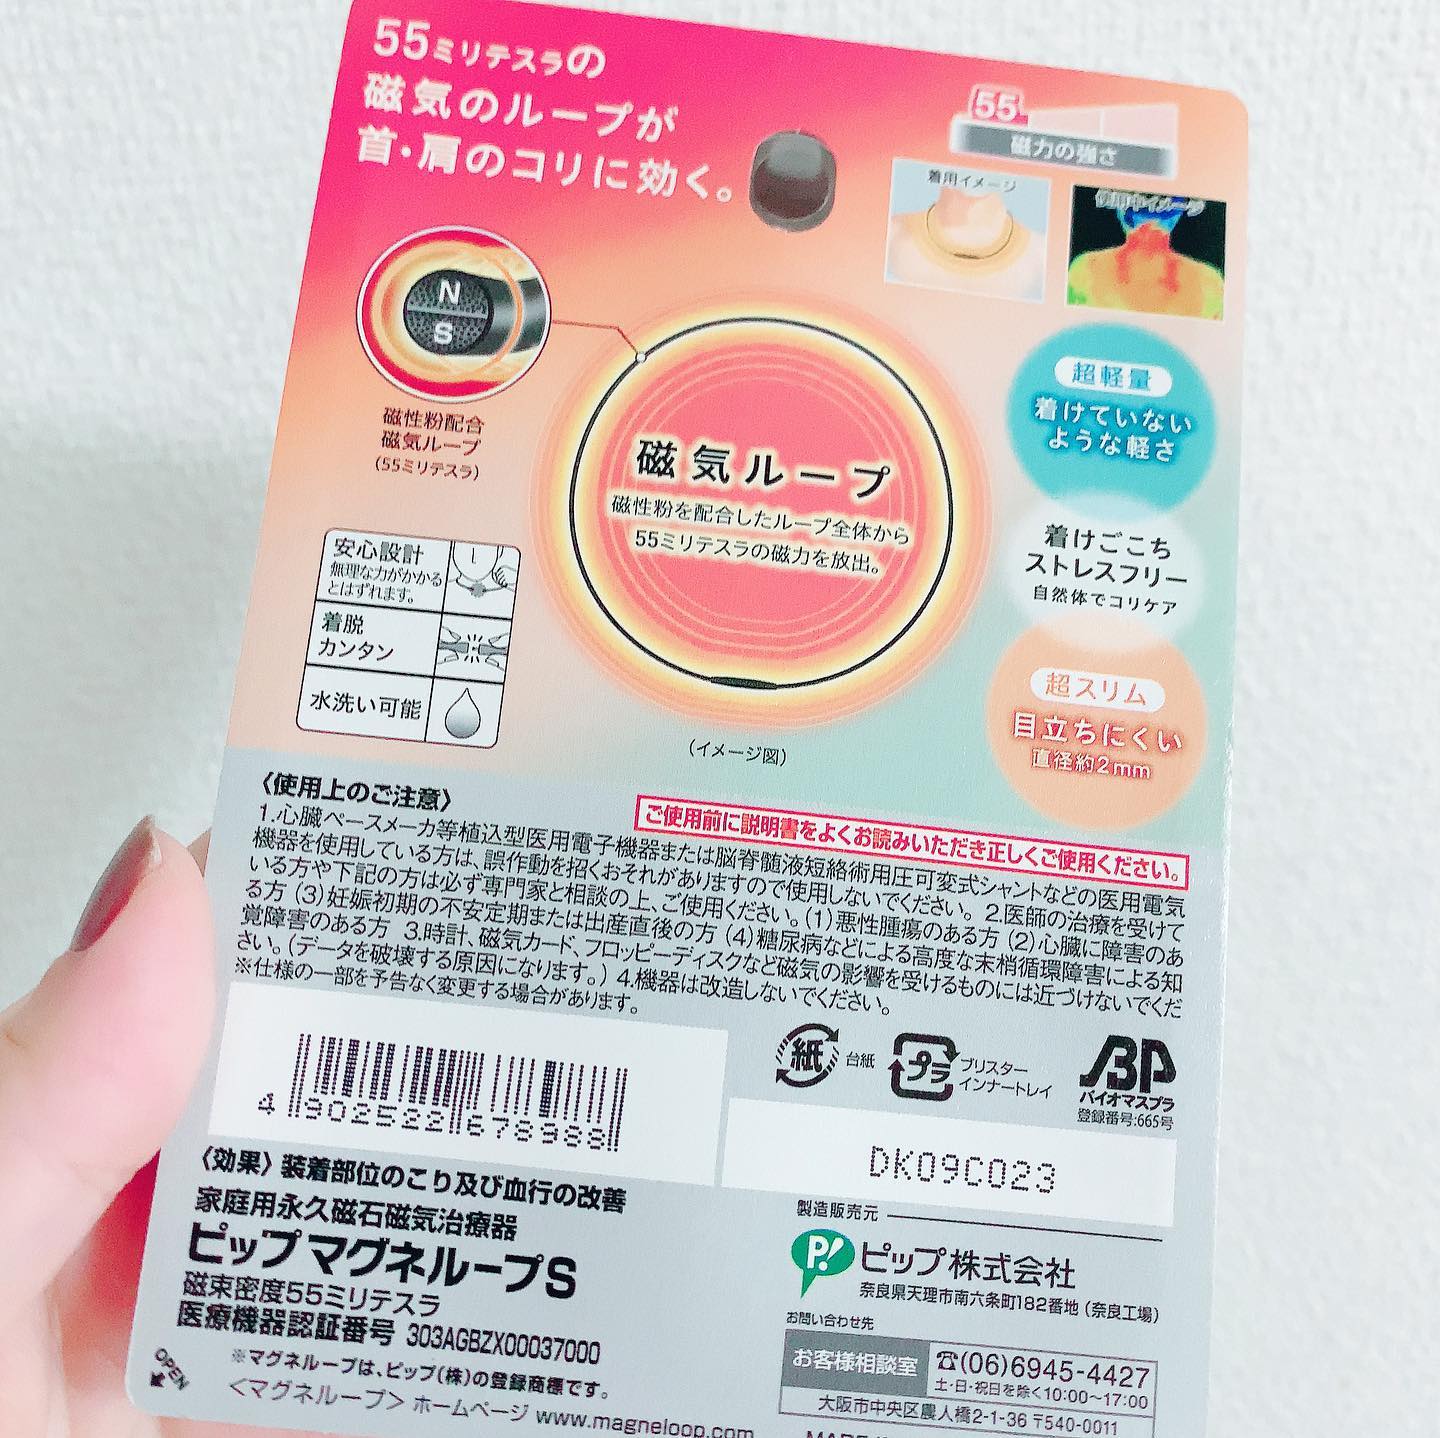 55ミリテスラの
磁気のループが
首・肩のコリに効く。
55
磁力の強さ
着用イメージ
使用中イメージ
N
S
磁性粉配合
磁気ループ
(55ミリテスラ)
磁気ループ
磁性粉を配合したループ全体から
55ミリテスラの磁力を放出。
(イメージ図)
超軽量
着けていない
ような軽さ
着けごこち
ストレスフリー
自然体でコリケア
超スリム
目立ちにくい
直径約2mm
安心設計
無理な力がかかる
とはずれます。
着脱
カンタン
水洗い可能
〈使用上のご注意〉
ご使用前に説明書をよくお読みいただき正しくご使用ください。
1.心臓ペースメーカ等植込型医用電子機器または脳脊髄液短絡術用圧可変式シャントなどの医用電気
機器を使用している方は、誤作動を招くおそれがありますので使用しないでください。 2.医師の治療を受けて
いる方や下記の方は必ず専門家と相談の上、ご使用ください。(1)悪性腫瘍のある方 (2)心臓に障害のあ
る方 (3)妊娠初期の不安定期または出産直後の方 (4)糖尿病などによる高度な末梢循環障害による知
覚障害のある方 3.時計、磁気カード、フロッピーディスクなど磁気の影響を受けるものには近づけないでくだ
さい。(データを破壊する原因になります。) 4.機器は改造しないでください。
※仕様の一部を予告なく変更する場合があります。
4 902522 678988
紙 台紙
プラ ブリスター
インナートレイ
BP
バイオマスプラ
登録番号:665号
DK09C023
〈効果〉装着部位のこり及び血行の改善
家庭用永久磁石磁気治療器
ピップマグネループS
磁束密度55ミリテスラ
医療機器認証番号 303AGBZX00037000
※マグネループは、ピップ(株)の登録商標です。
<マグネループ> ホームページ www.magneloop.com
OPEN
製造販売元
P! ピップ株式会社
奈良県天理市南六条町182番地 (奈良工場)
お問い合わせ先
お客様相談室 ☎(06)6945-4427
土・日・祝日を除く10:00〜17:00
大阪市中央区農人橋2-1-36 〒540-0011